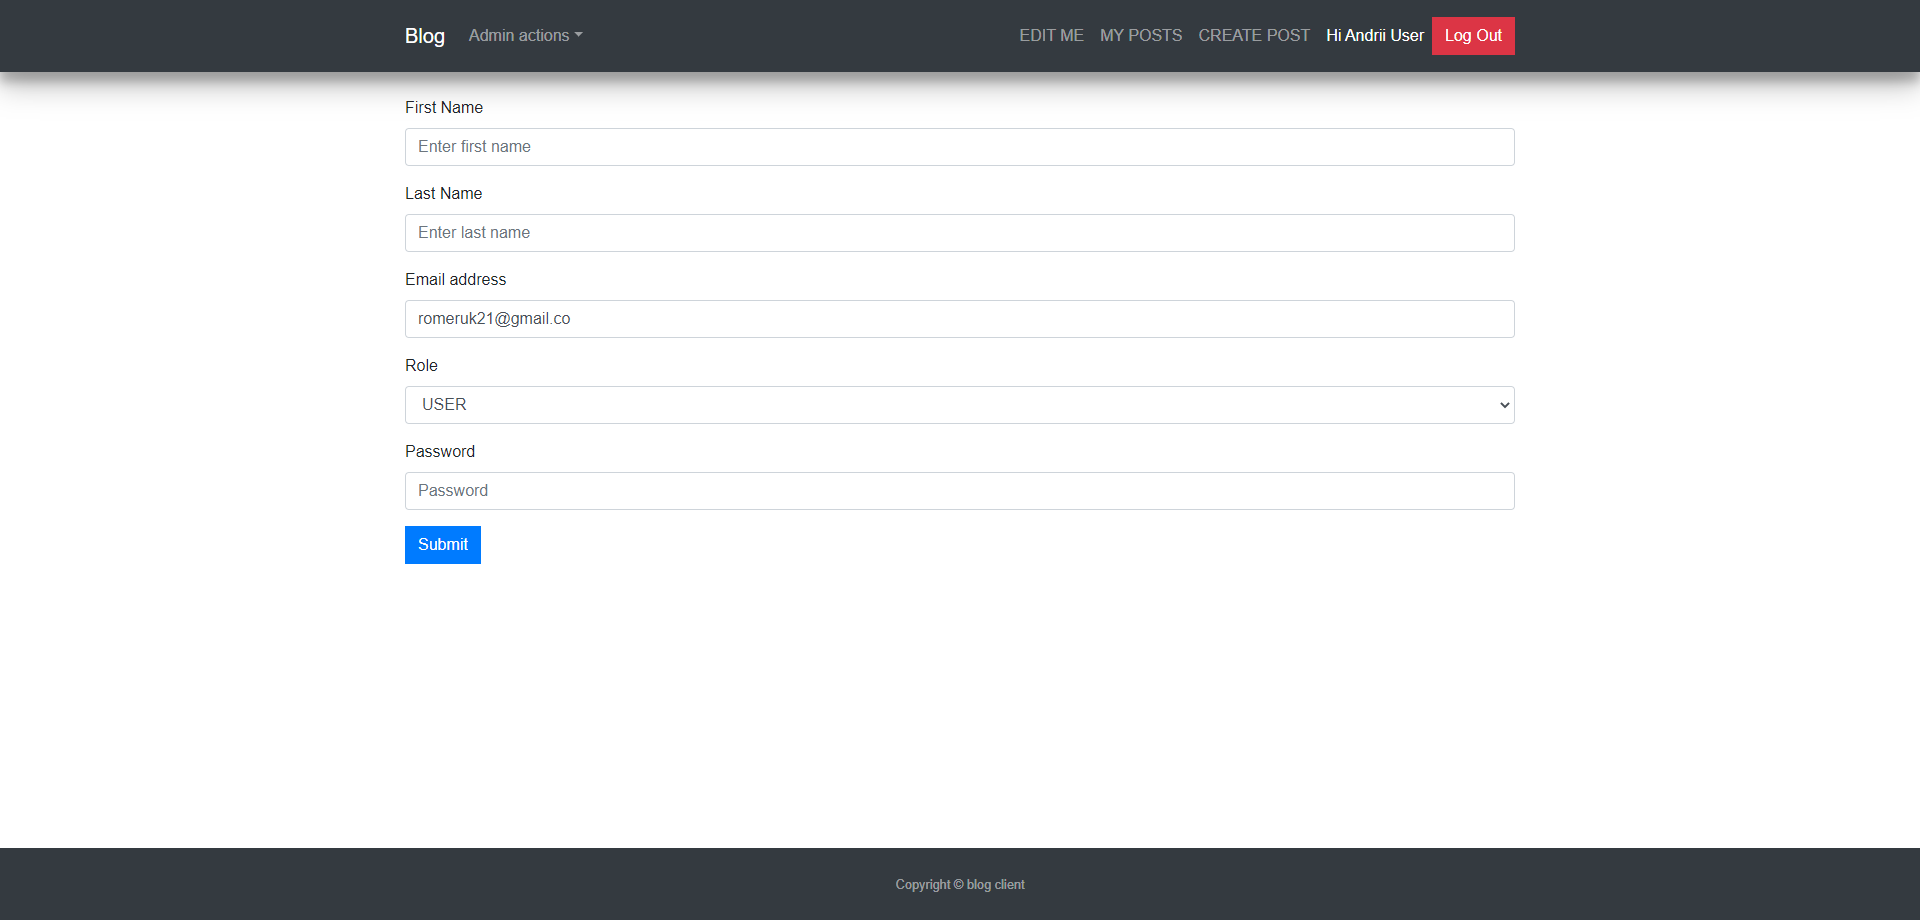 Blog Admin actions EDIT ME MY POSTS CREATE POST Hi Andrii User Log Out
First Name
Enter first name
Last Name
Enter last name
Email address
romeruk21@gmail.co
Role
USER
Password
Password
Submit
Copyright © blog client